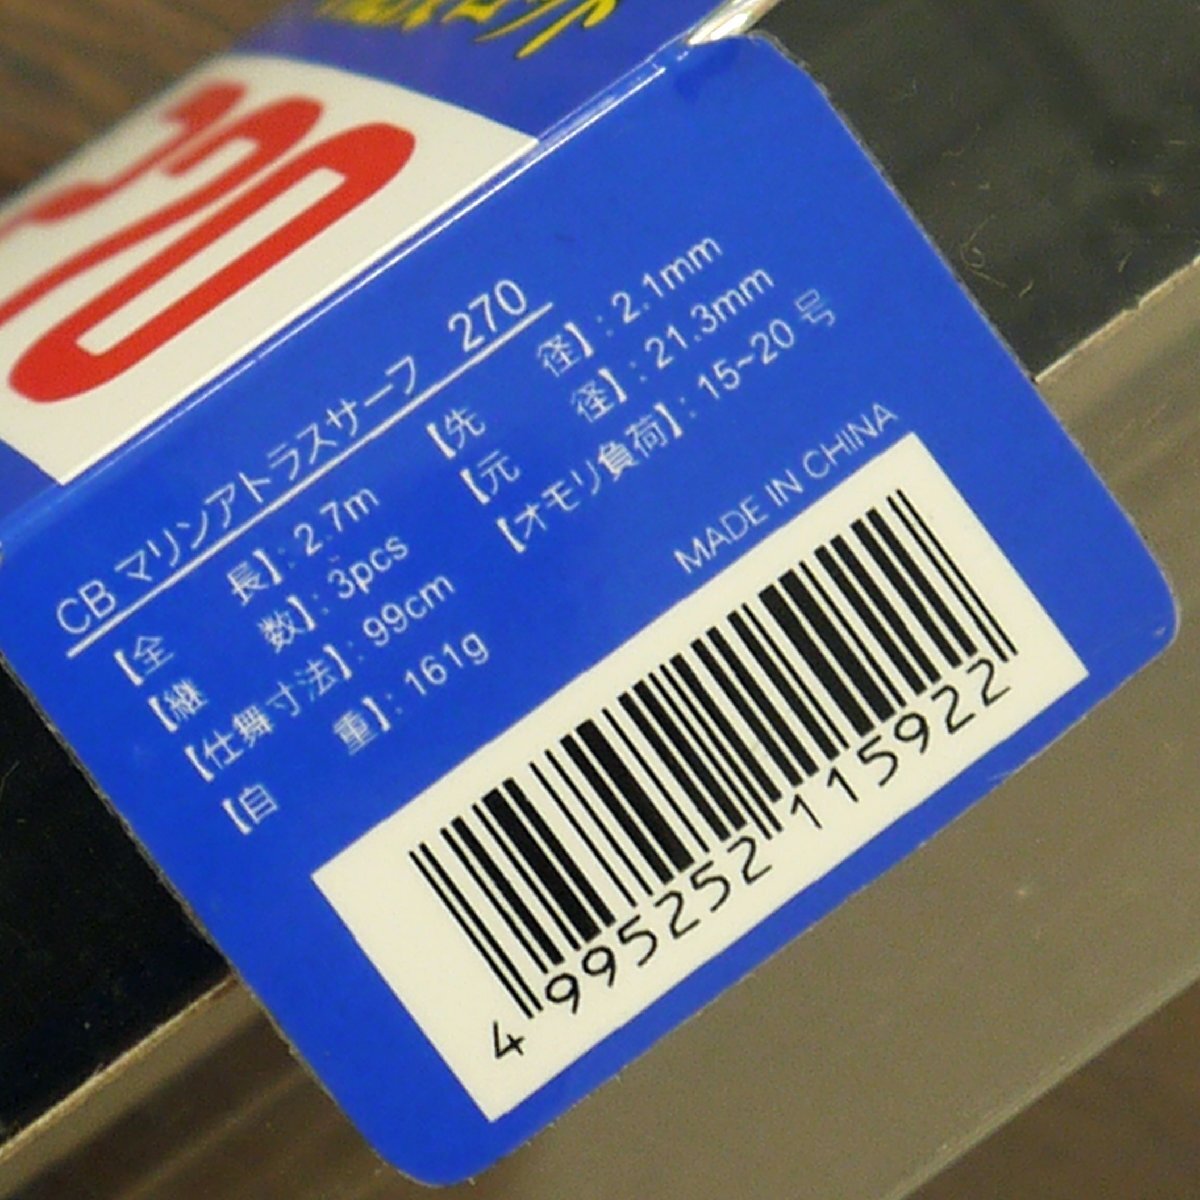 CB マリンアトラスサーフ 270
【全 長】: 2.7m 【先 径】: 2.1mm
【継 数】: 3pcs 【元 径】: 21.3mm
【仕舞寸法】: 99cm 【オモリ負荷】: 15~20 号
【自 重】: 161g
MADE IN CHINA
4 995252 115922